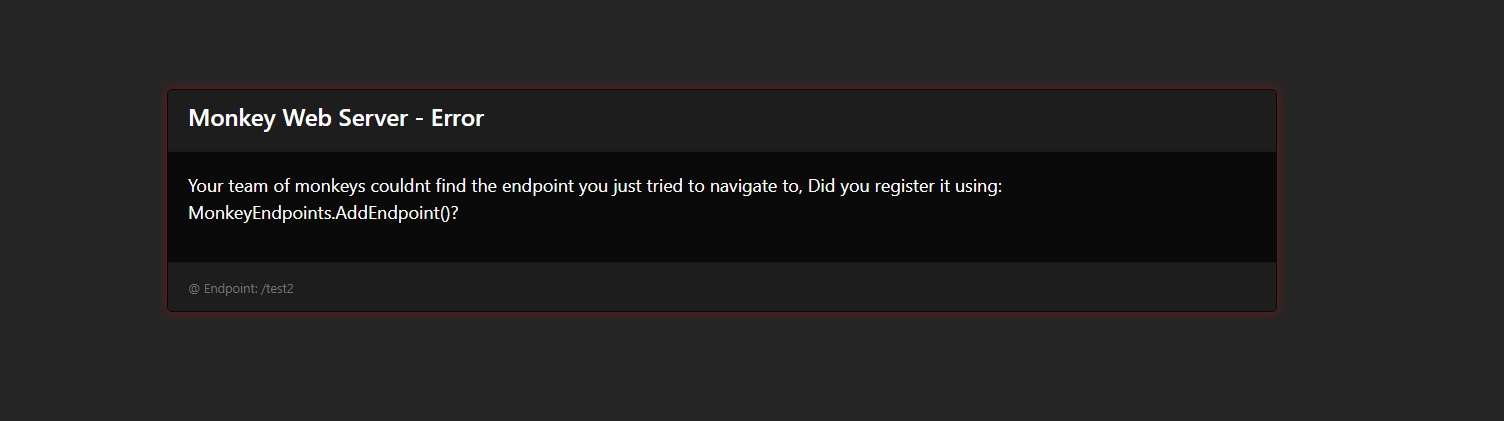 Monkey Web Server - Error
Your team of monkeys couldnt find the endpoint you just tried to navigate to, Did you register it using:
MonkeyEndpoints.AddEndpoint()?
@ Endpoint: /test2